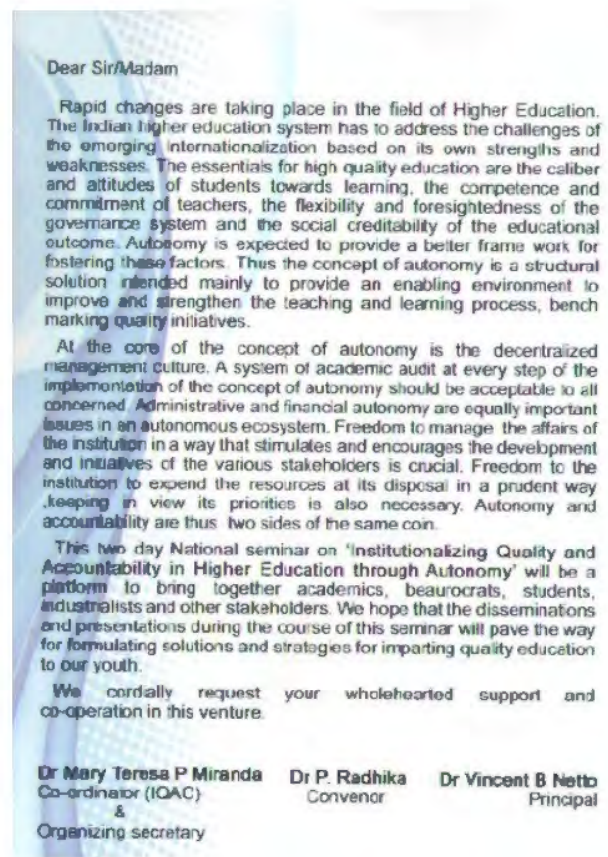 Dear Sir/Madam
Rapid changes are taking place in the field of Higher Education.
The Indian higher education system has to address the challenges of
the emerging internationalization based on its own strengths and
weaknesses. The essentials for high quality education are the caliber
and attitudes of students towards learning, the competence and
commitment of teachers, the flexibility and foresightedness of the
governance system and the social creditability of the educational
outcome. Autonomy is expected to provide a better frame work for
fostering these factors. Thus the concept of autonomy is a structural
solution intended mainly to provide an enabling environment to
improve and strengthen the teaching and learning process, bench
marking quality initiatives.
At the core of the concept of autonomy is the decentralized
management culture. A system of academic audit at every step of the
implementation of the concept of autonomy should be acceptable to all
concerned. Administrative and financial autonomy are equally important
issues in an autonomous ecosystem. Freedom to manage the affairs of
the institution in a way that stimulates and encourages the development
and initiatives of the various stakeholders is crucial. Freedom to the
institution to expend the resources at its disposal in a prudent way
,keeping in view its priorities is also necessary. Autonomy and
accountability are thus two sides of the same coin.
This two day National seminar on 'Institutionalizing Quality and
Accountability in Higher Education through Autonomy' will be a
platform to bring together academics, beaurocrats, students,
industrialists and other stakeholders. We hope that the disseminations
and presentations during the course of this seminar will pave the way
for formulating solutions and strategies for imparting quality education
to our youth.
We cordially request your wholehearted support and
co-operation in this venture.
Dr Mary Teresa P Miranda Dr P. Radhika Dr Vincent B Netto
Co-ordinator (IQAC) Convenor Principal
&
Organizing secretary